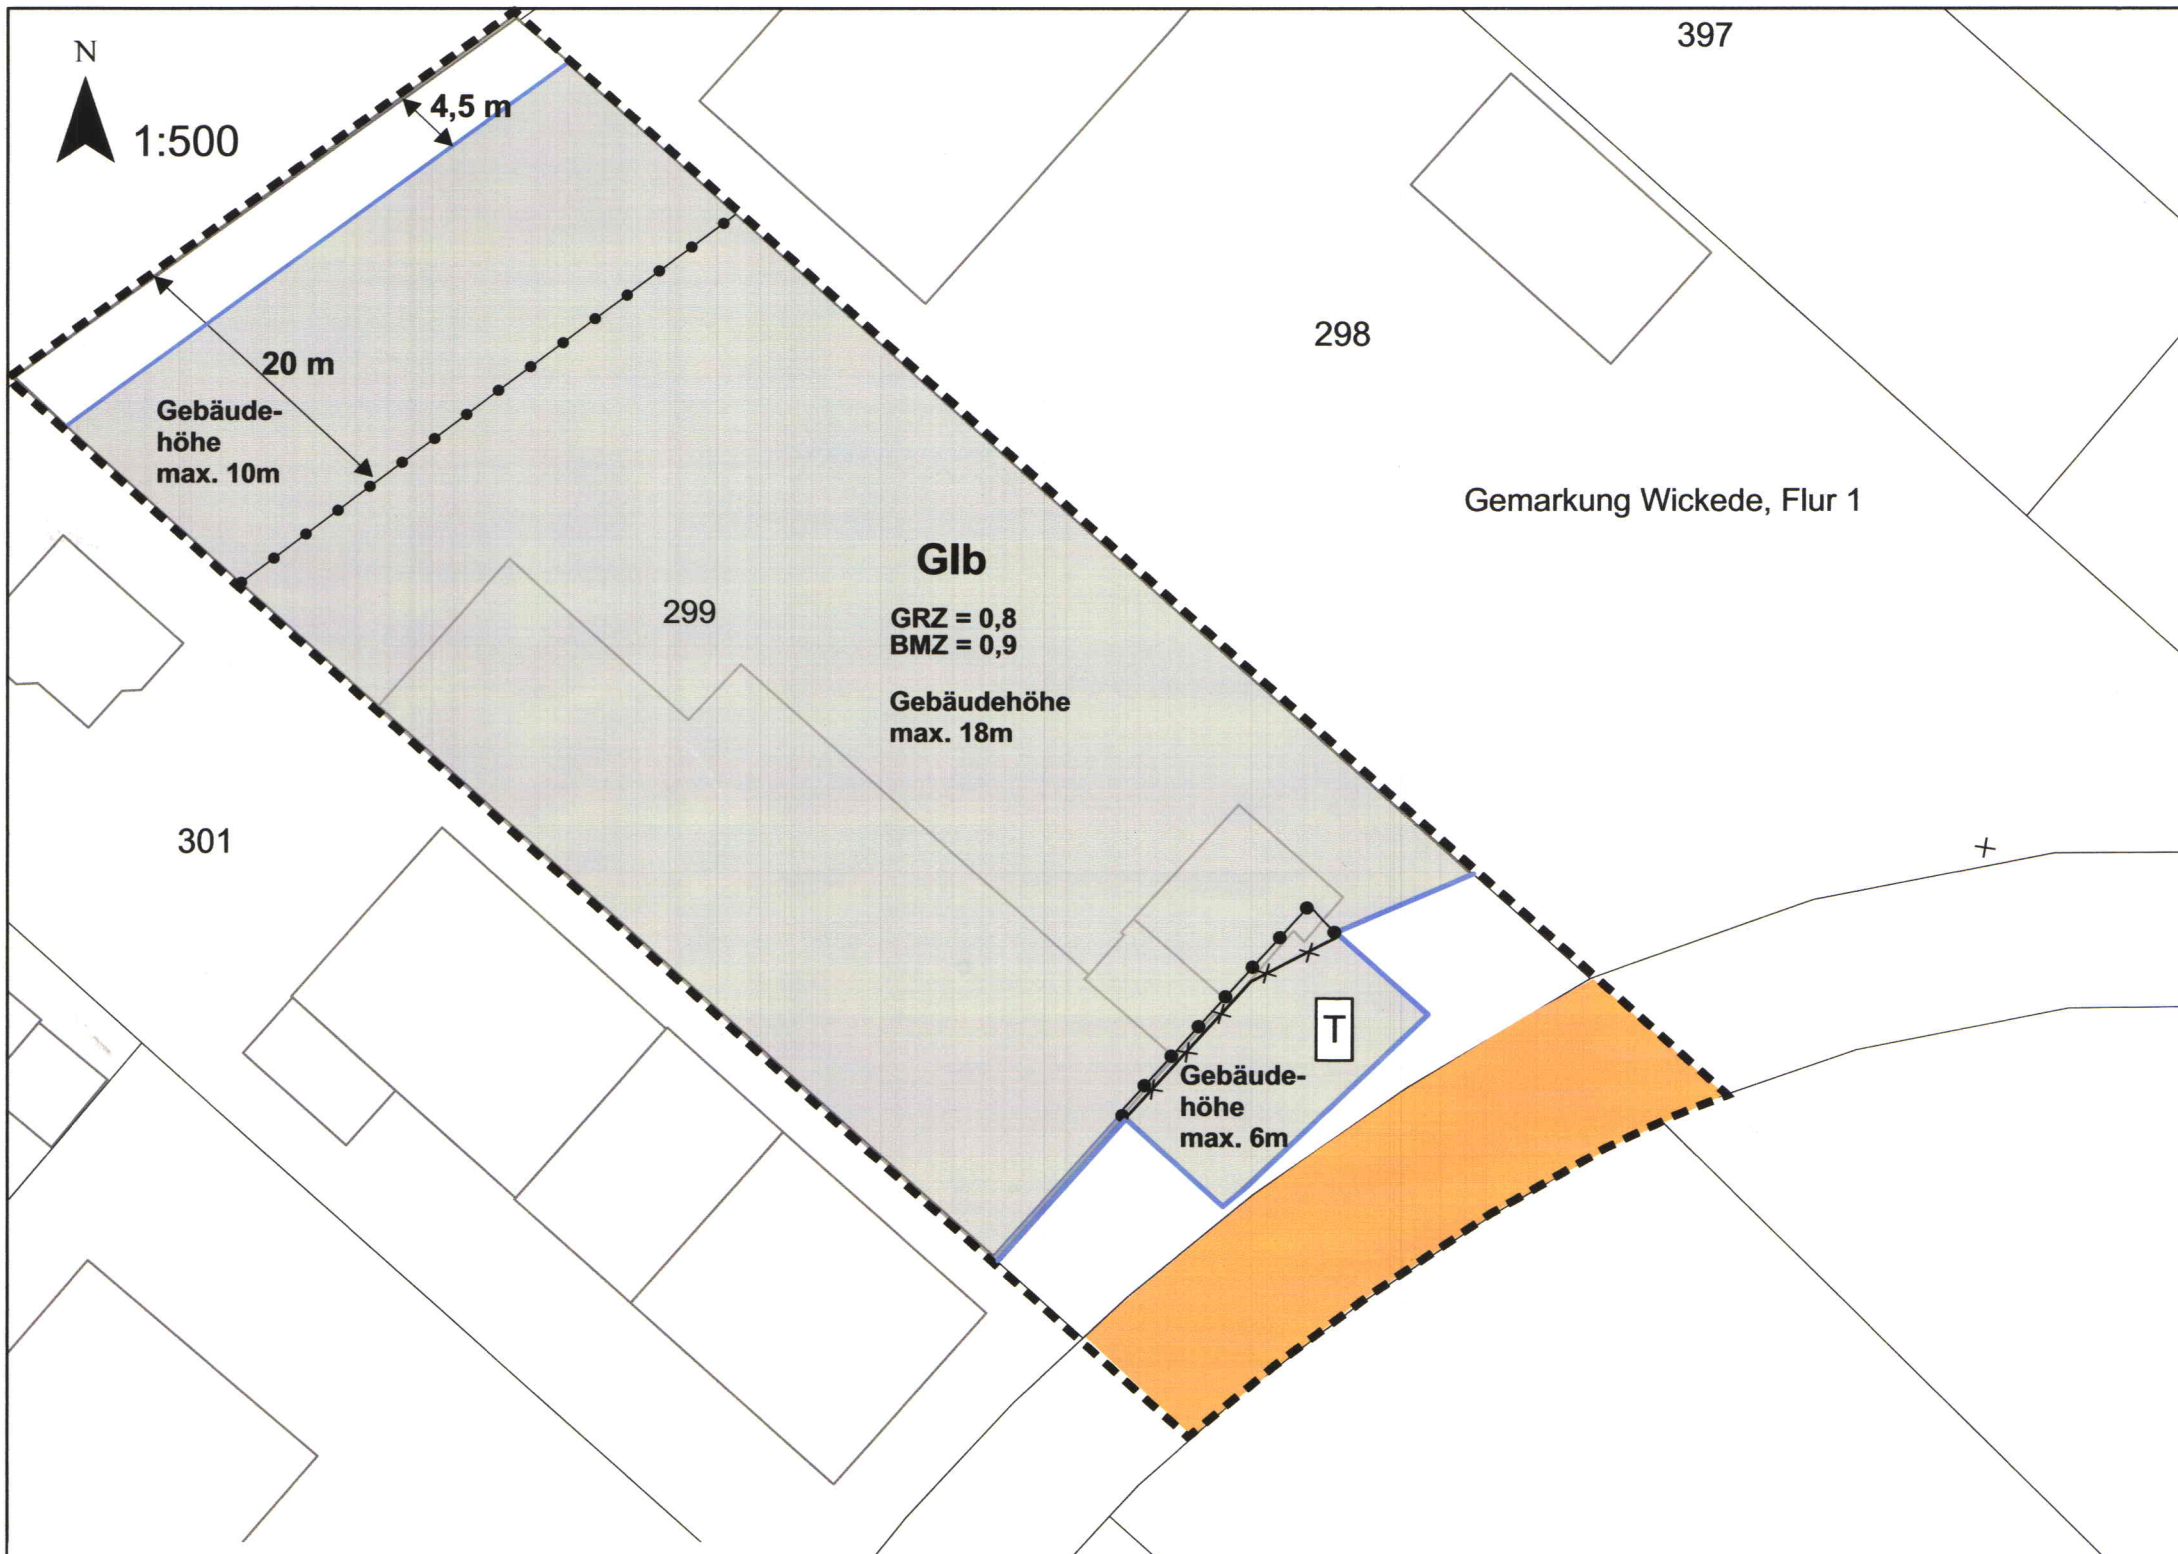 397
N
4,5 m
1:500
298
20 m
Gebäude-
höhe
max. 10m
Gemarkung Wickede, Flur 1
GIb
299
GRZ = 0,8
BMZ = 0,9
Gebäudehöhe
max. 18m
301
T
Gebäude-
höhe
max. 6m